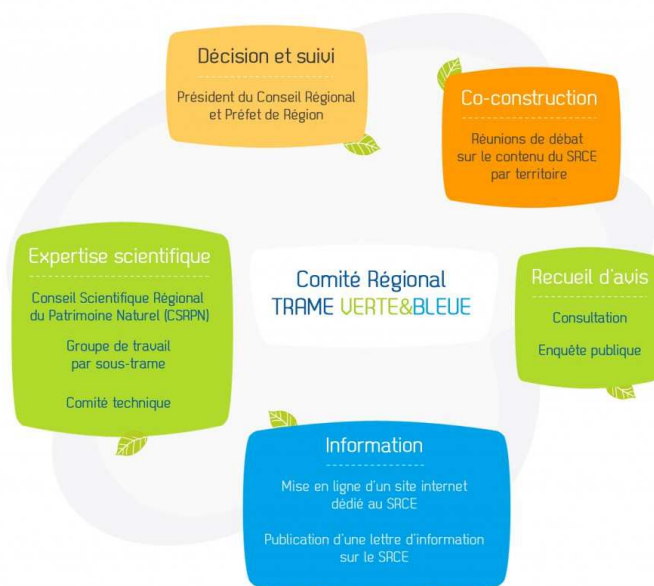 Décision et suivi
Président du Conseil Régional
et Préfet de Région
Co-construction
Réunions de débat
sur le contenu du SRCE
par territoire
Expertise scientifique
Conseil Scientifique Régional
du Patrimoine Naturel (CSRPN)
Groupe de travail
par sous-trame
Comité technique
Comité Régional
TRAME VERTE&BLEUE
Recueil d'avis
Consultation
Enquête publique
Information
Mise en ligne d'un site internet
dédié au SRCE
Publication d'une lettre d'information
sur le SRCE